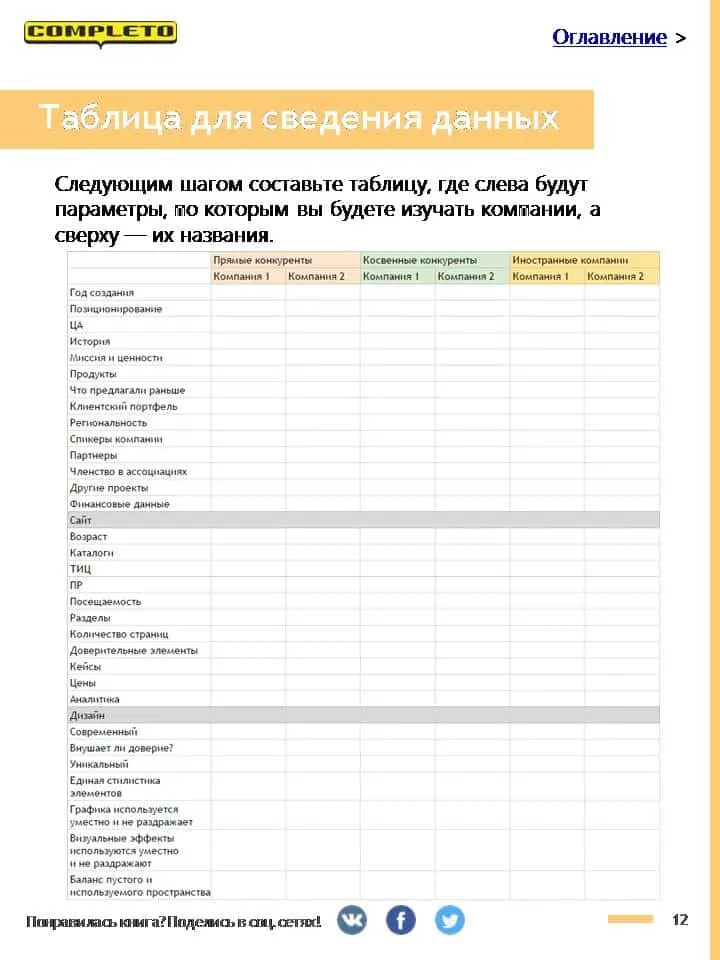 COMPLETO
Оглавление >
Таблица для сведения данных
Следующим шагом составьте таблицу, где слева будут
параметры, по которым вы будете изучать компании, а
сверху — их названия.
Прямые конкуренты Косвенные конкуренты Иностранные компании
Компания 1 Компания 2 Компания 1 Компания 2 Компания 1 Компания 2
Год создания
Позиционирование
ЦА
История
Миссия и ценности
Продукты
Что предлагали раньше
Клиентский портфель
Региональность
Спикеры компании
Партнеры
Членство в ассоциациях
Другие проекты
Финансовые данные
Сайт
Возраст
Каталоги
ТИЦ
ПР
Посещаемость
Разделы
Количество страниц
Доверительные элементы
Кейсы
Цены
Аналитика
Дизайн
Современный
Внушает ли доверие?
Уникальный
Единая стилистика
элементов
Графика используется
уместно и не раздражает
Визуальные эффекты
используются уместно
и не раздражают
Баланс пустого и
используемого пространства
Понравилась книга? Поделись в соц. сетях!
12